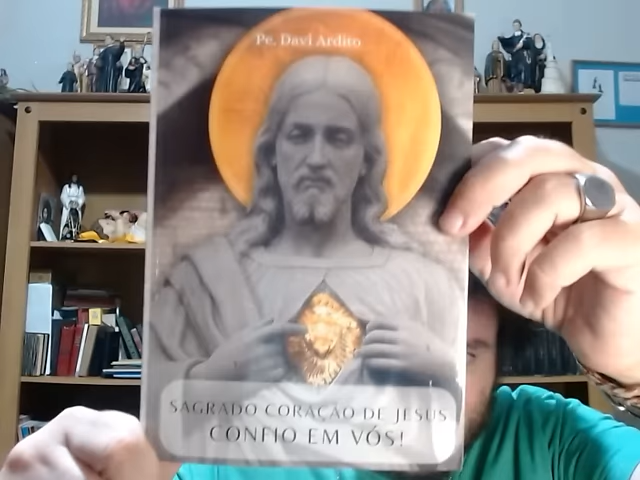 Pe. Davi Ardito
SAGRADO CORAÇÃO DE JESUS
CONFIO EM VÓS!